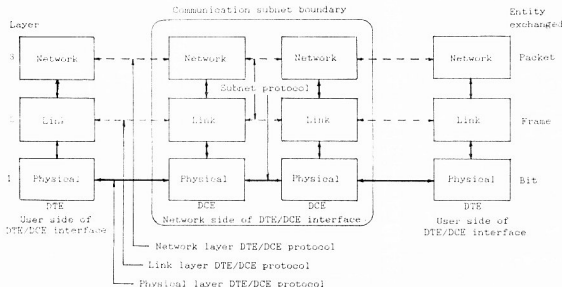 Communication subnet boundary
Entity
exchanged
Layer
3 Network Network Network Network Packet
Subnet protocol
Link Link Link Link Frame
1 Physical Physical Physical Physical Bit
DTE DCE DCE DTE
User side of
DTE/DCE interface
Network side of DTE/DCE interface
User side of
DTE/DCE interface
Network layer DTE/DCE protocol
Link layer DTE/DCE protocol
Physical layer DTE/DCE protocol